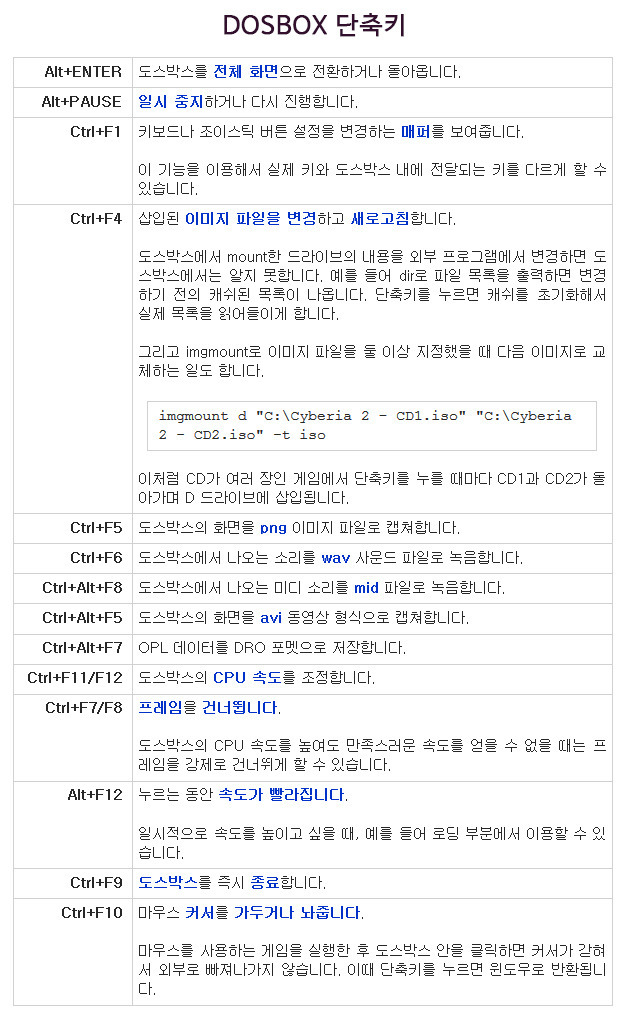 DOSBOX 단축키
Alt+ENTER 도스박스를 전체 화면으로 전환하거나 돌아옵니다.
Alt+PAUSE 일시 중지하거나 다시 진행합니다.
Ctrl+F1 키보드나 조이스틱 버튼 설정을 변경하는 매퍼를 보여줍니다.
이 기능을 이용해서 실제 키와 도스박스 내에 전달되는 키를 다르게 할 수
있습니다.
Ctrl+F4 삽입된 이미지 파일을 변경하고 새로고침합니다.
도스박스에서 mount한 드라이브의 내용을 외부 프로그램에서 변경하면 도
스박스에서는 알지 못합니다. 예를 들어 dir로 파일 목록을 출력하면 변경
하기 전의 캐쉬된 목록이 나옵니다. 단축키를 누르면 캐쉬를 초기화해서
실제 목록을 읽어들이게 합니다.
그리고 imgmount로 이미지 파일을 둘 이상 지정했을 때 다음 이미지로 교
체하는 일도 합니다.
imgmount d "C:\Cyberia 2 - CD1.iso" "C:\Cyberia
2 - CD2.iso" -t iso
이처럼 CD가 여러 장인 게임에서 단축키를 누를 때마다 CD1과 CD2가 돌
아가며 D 드라이브에 삽입됩니다.
Ctrl+F5 도스박스의 화면을 png 이미지 파일로 캡쳐합니다.
Ctrl+F6 도스박스에서 나오는 소리를 wav 사운드 파일로 녹음합니다.
Ctrl+Alt+F8 도스박스에서 나오는 미디 소리를 mid 파일로 녹음합니다.
Ctrl+Alt+F5 도스박스의 화면을 avi 동영상 형식으로 캡쳐합니다.
Ctrl+Alt+F7 OPL 데이터를 DRO 포멧으로 저장합니다.
Ctrl+F11/F12 도스박스의 CPU 속도를 조정합니다.
Ctrl+F7/F8 프레임을 건너뜁니다.
도스박스의 CPU 속도를 높여도 만족스러운 속도를 얻을 수 없을 때는 프
레임을 강제로 건너뛰게 할 수 있습니다.
Alt+F12 누르는 동안 속도가 빨라집니다.
일시적으로 속도를 높이고 싶을 때, 예를 들어 로딩 부분에서 이용할 수 있
습니다.
Ctrl+F9 도스박스를 즉시 종료합니다.
Ctrl+F10 마우스 커서를 가두거나 놔줍니다.
마우스를 사용하는 게임을 실행한 후 도스박스 안을 클릭하면 커서가 갇혀
서 외부로 빠져나가지 않습니다. 이때 단축키를 누르면 윈도우로 반환됩니
다.